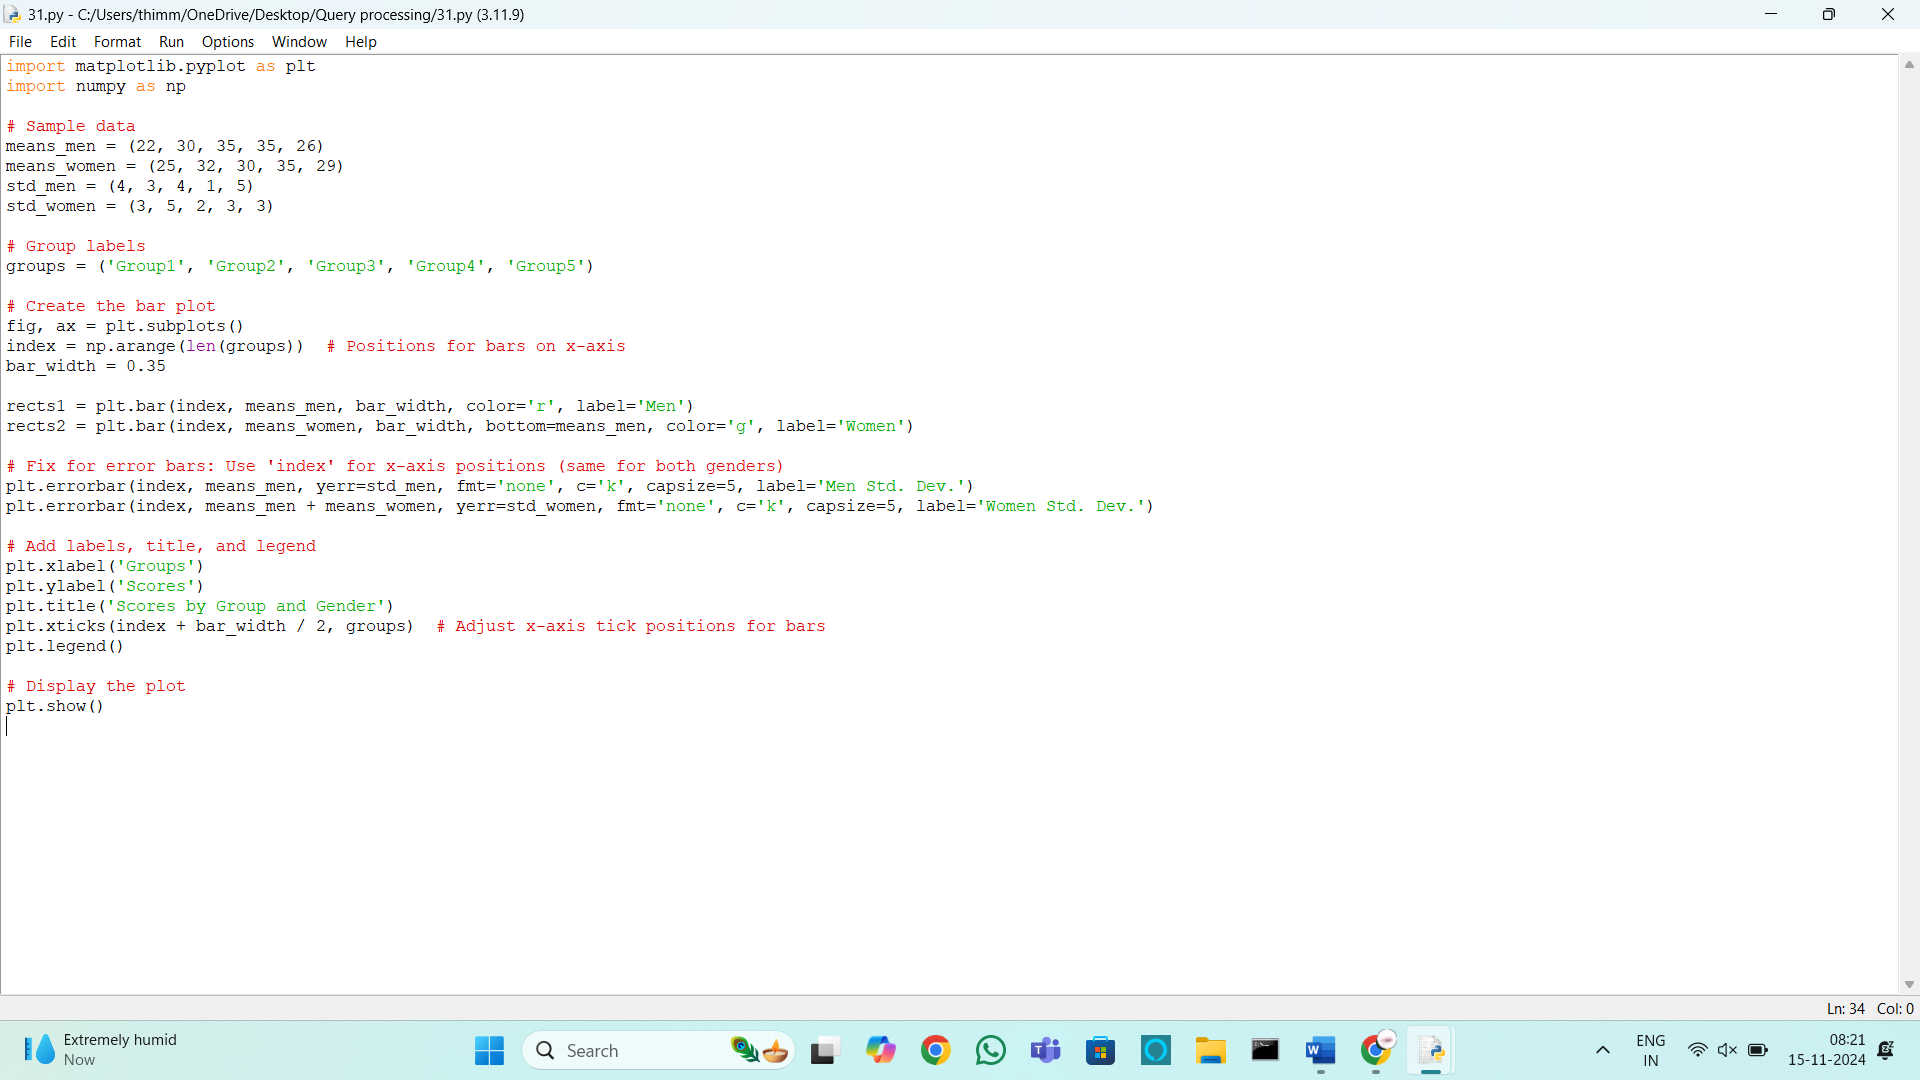 31.py - C:/Users/thimm/OneDrive/Desktop/Query processing/31.py (3.11.9)
File Edit Format Run Options Window Help
import matplotlib.pyplot as plt
import numpy as np

# Sample data
means_men = (22, 30, 35, 35, 26)
means_women = (25, 32, 30, 35, 29)
std_men = (4, 3, 4, 1, 5)
std_women = (3, 5, 2, 3, 3)

# Group labels
groups = ('Group1', 'Group2', 'Group3', 'Group4', 'Group5')

# Create the bar plot
fig, ax = plt.subplots()
index = np.arange(len(groups))  # Positions for bars on x-axis
bar_width = 0.35

rects1 = plt.bar(index, means_men, bar_width, color='r', label='Men')
rects2 = plt.bar(index, means_women, bar_width, bottom=means_men, color='g', label='Women')

# Fix for error bars: Use 'index' for x-axis positions (same for both genders)
plt.errorbar(index, means_men, yerr=std_men, fmt='none', c='k', capsize=5, label='Men Std. Dev.')
plt.errorbar(index, means_men + means_women, yerr=std_women, fmt='none', c='k', capsize=5, label='Women Std. Dev.')

# Add labels, title, and legend
plt.xlabel('Groups')
plt.ylabel('Scores')
plt.title('Scores by Group and Gender')
plt.xticks(index + bar_width / 2, groups)  # Adjust x-axis tick positions for bars
plt.legend()

# Display the plot
plt.show()
Ln: 34 Col: 0
Extremely humid
Now
Search
ENG
IN
08:21
15-11-2024